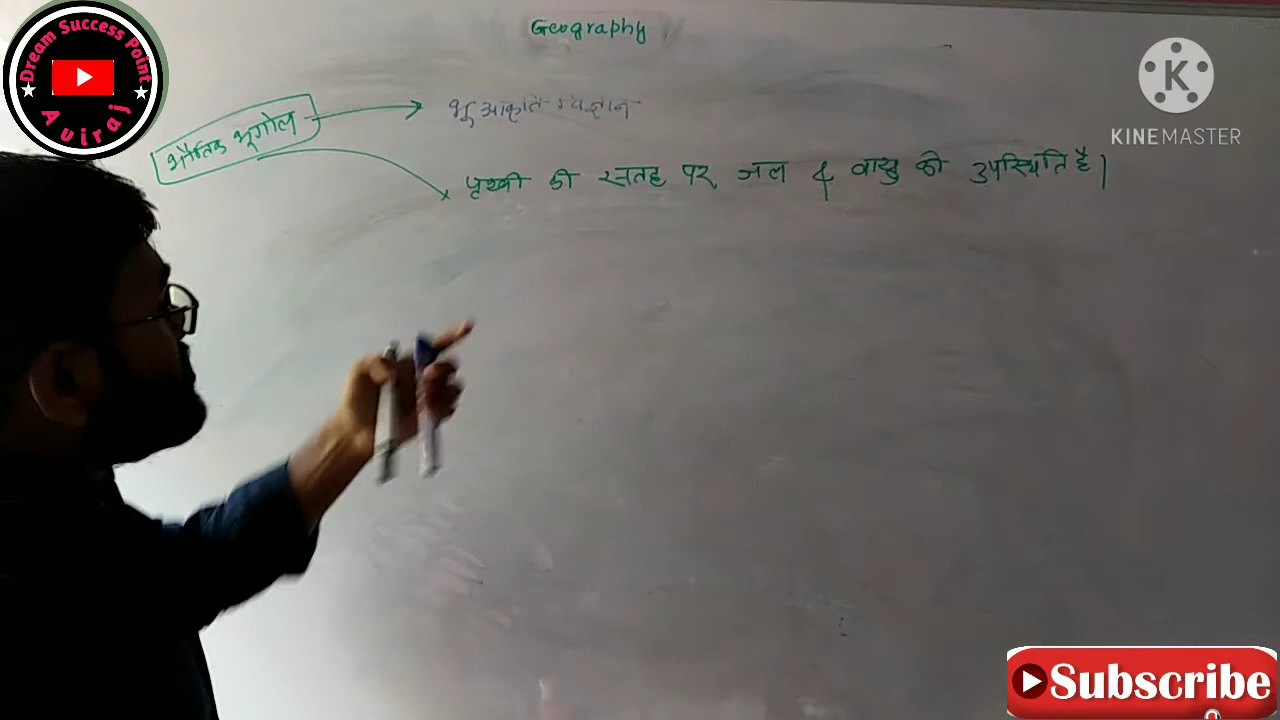 Dream Success Point
Aviraj
Geography
KINEMASTER
भौतिक भूगोल
भू आकृति विज्ञान
पृथ्वी की सतह पर जल & वायु की उपस्थिति है।
Subscribe